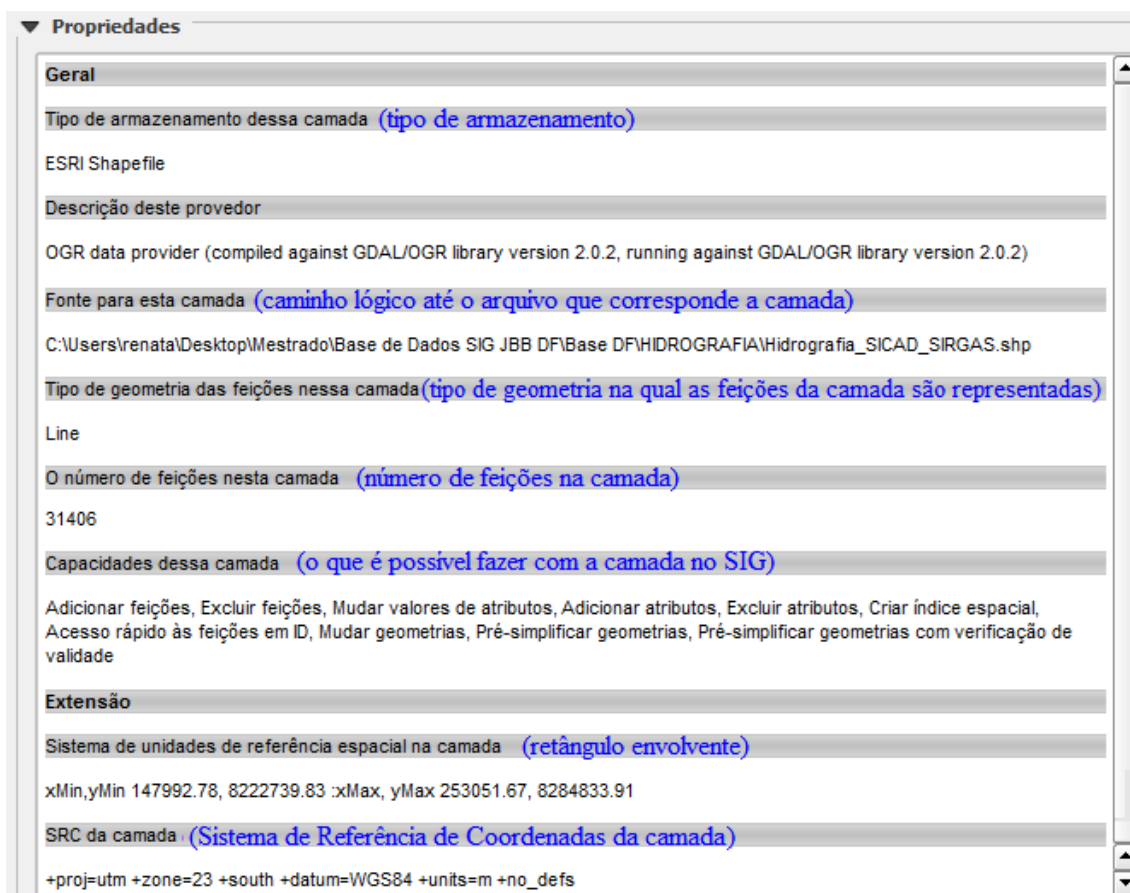 Propriedades
Geral
Tipo de armazenamento dessa camada (tipo de armazenamento)
ESRI Shapefile
Descrição deste provedor
OGR data provider (compiled against GDAL/OGR library version 2.0.2, running against GDAL/OGR library version 2.0.2)
Fonte para esta camada (caminho lógico até o arquivo que corresponde a camada)
C:\Users\renata\Desktop\Mestrado\Base de Dados SIG JBB DF\Base DF\HIDROGRAFIA\Hidrografia_SICAD_SIRGAS.shp
Tipo de geometria das feições nessa camada (tipo de geometria na qual as feições da camada são representadas)
Line
O número de feições nesta camada (número de feições na camada)
31406
Capacidades dessa camada (o que é possível fazer com a camada no SIG)
Adicionar feições, Excluir feições, Mudar valores de atributos, Adicionar atributos, Excluir atributos, Criar índice espacial,
Acesso rápido às feições em ID, Mudar geometrias, Pré-simplificar geometrias, Pré-simplificar geometrias com verificação de
validade
Extensão
Sistema de unidades de referência espacial na camada (retângulo envolvente)
xMin,yMin 147992.78, 8222739.83 :xMax, yMax 253051.67, 8284833.91
SRC da camada (Sistema de Referência de Coordenadas da camada)
+proj=utm +zone=23 +south +datum=WGS84 +units=m +no_defs